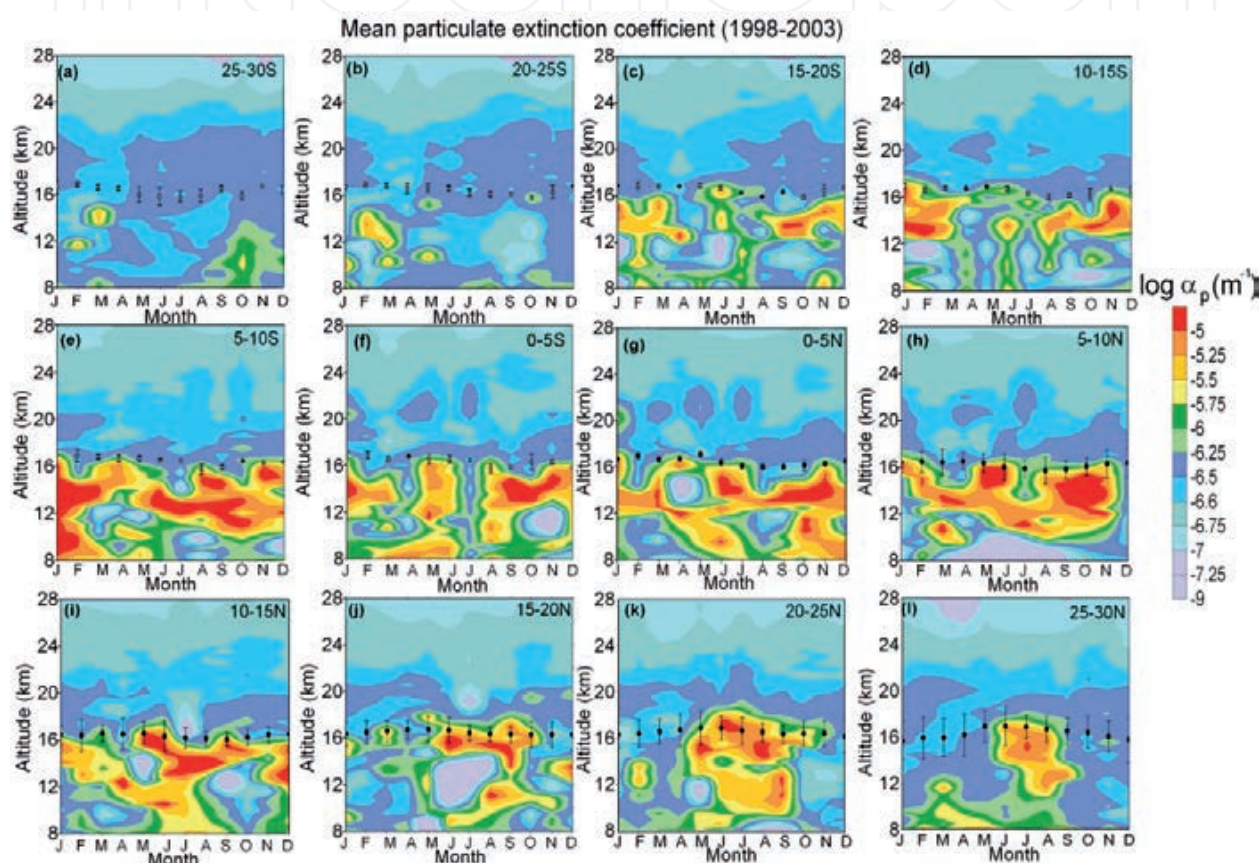 Mean particulate extinction coefficient (1998-2003)
(a) 25-30S
(b) 20-25S
(c) 15-20S
(d) 10-15S
28 24 20 16 12 8
28 24 20 16 12 8
28 24 20 16 12 8
28 24 20 16 12 8
Altitude (km)
Altitude (km)
Altitude (km)
Altitude (km)
J F M A M J J A S O N D
J F M A M J J A S O N D
J F M A M J J A S O N D
J F M A M J J A S O N D
Month
Month
Month
Month
log α p (m⁻¹)
-5
-5.25
-5.5
-5.75
-6.25
-6.5
-6.6
-6.75
-7
-7.25
-9
(e) 5-10S
(f) 0-5S
(g) 0-5N
(h) 5-10N
28 24 20 16 12 8
28 24 20 16 12 8
28 24 20 16 12 8
28 24 20 16 12 8
Altitude (km)
Altitude (km)
Altitude (km)
Altitude (km)
J F M A M J J A S O N D
J F M A M J J A S O N D
J F M A M J J A S O N D
J F M A M J J A S O N D
Month
Month
Month
Month
(i) 10-15N
(j) 15-20N
(k) 20-25N
(l) 25-30N
28 24 20 16 12 8
28 24 20 16 12 8
28 24 20 16 12 8
28 24 20 16 12 8
Altitude (km)
Altitude (km)
Altitude (km)
Altitude (km)
J F M A M J J A S O N D
J F M A M J J A S O N D
J F M A M J J A S O N D
J F M A M J J A S O N D
Month
Month
Month
Month